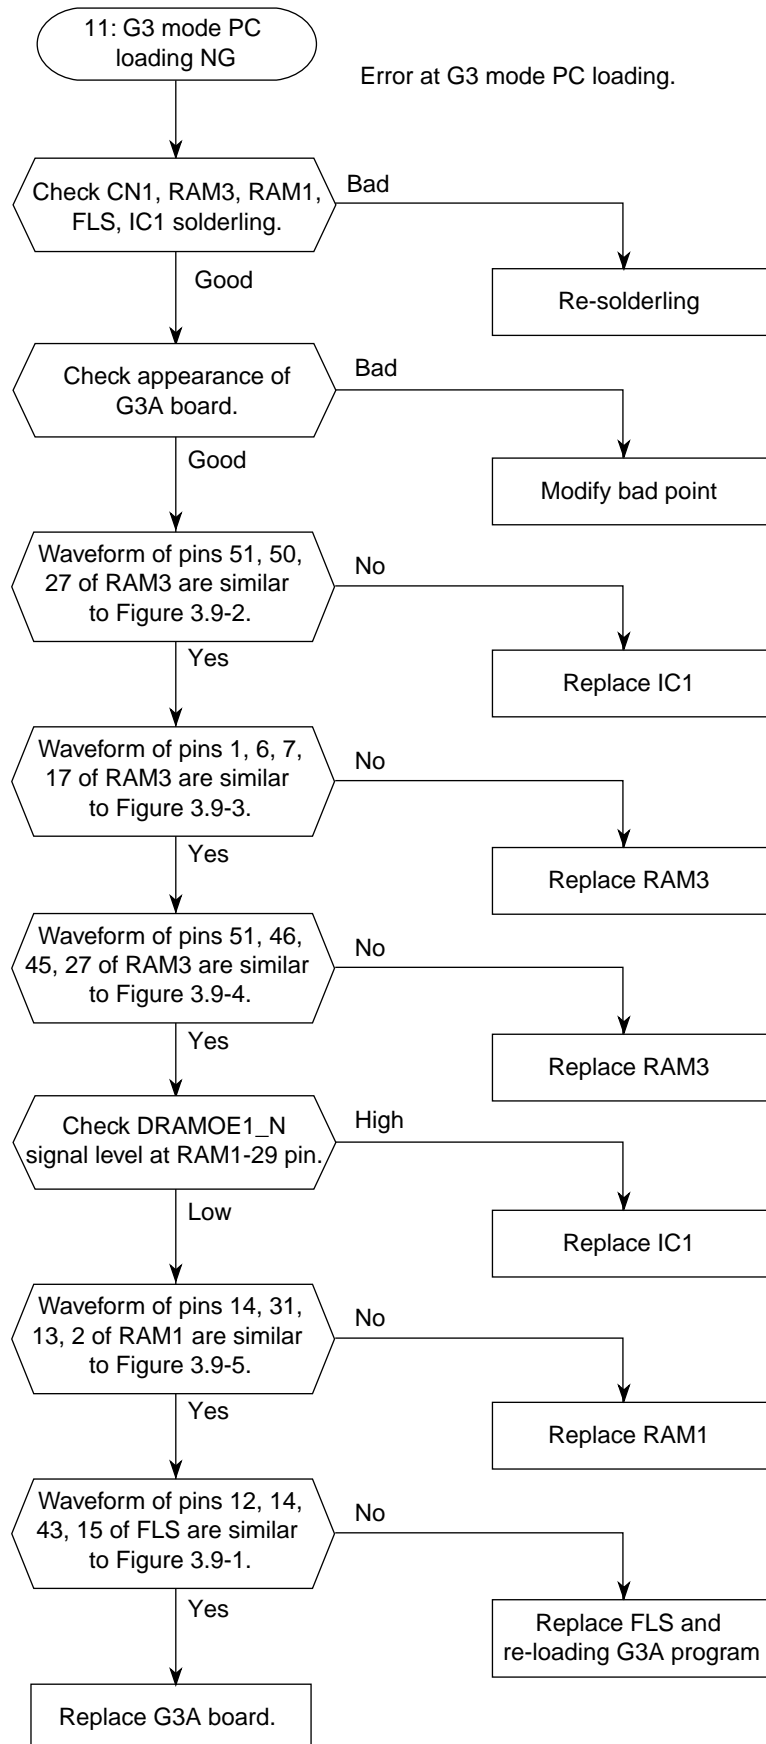 11: G3 mode PC
loading NG
Error at G3 mode PC loading.
Check CN1, RAM3, RAM1,
FLS, IC1 solderling.
Bad
Re-solderling
Good
Check appearance of
G3A board.
Bad
Modify bad point
Good
Waveform of pins 51, 50,
27 of RAM3 are similar
to Figure 3.9-2.
No
Replace IC1
Yes
Waveform of pins 1, 6, 7,
17 of RAM3 are similar
to Figure 3.9-3.
No
Replace RAM3
Yes
Waveform of pins 51, 46,
45, 27 of RAM3 are similar
to Figure 3.9-4.
No
Replace RAM3
Yes
Check DRAMOE1_N
signal level at RAM1-29 pin.
High
Replace IC1
Low
Waveform of pins 14, 31,
13, 2 of RAM1 are similar
to Figure 3.9-5.
No
Replace RAM1
Yes
Waveform of pins 12, 14,
43, 15 of FLS are similar
to Figure 3.9-1.
No
Replace FLS and
re-loading G3A program
Yes
Replace G3A board.